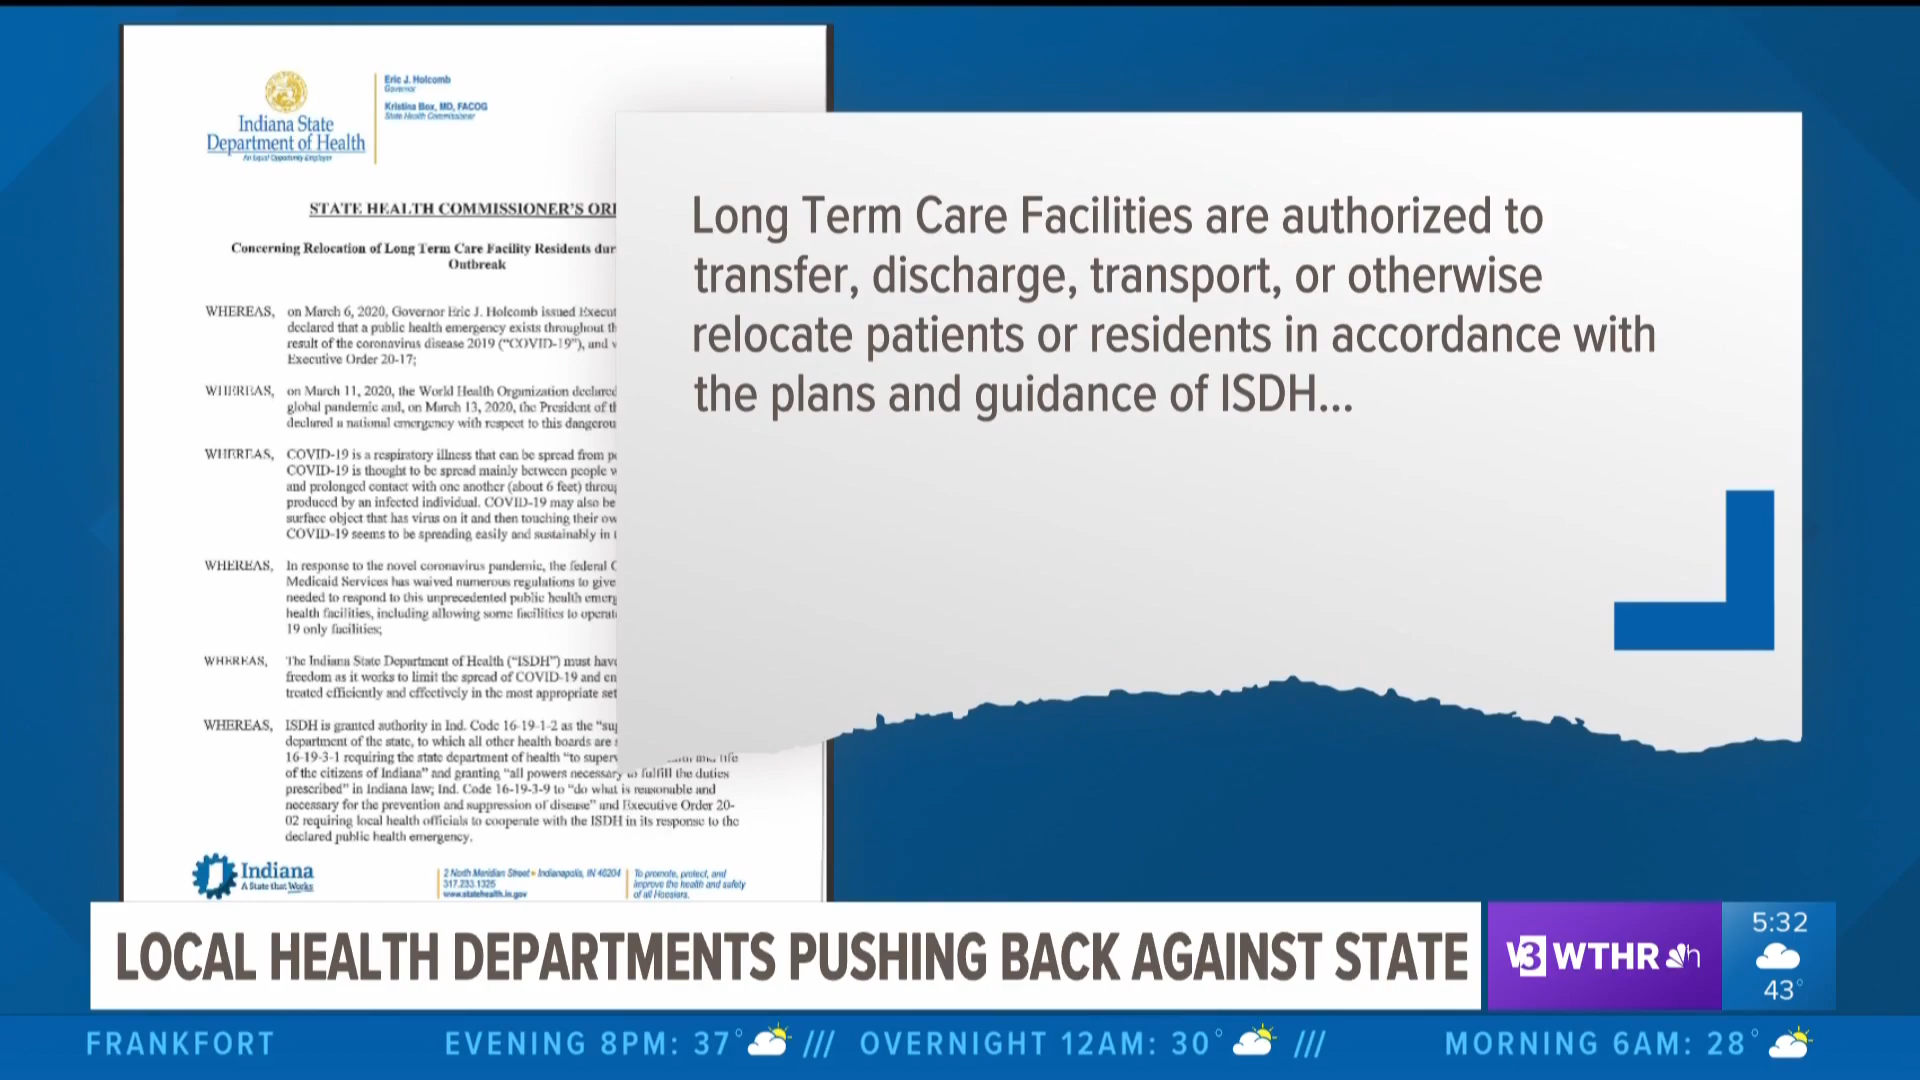 Indiana State
Department of Health
An Equal Opportunity Employer
Eric J. Holcomb
Governor
Kristina Box, MD, FACOG
State Health Commissioner
STATE HEALTH COMMISSIONER'S
Concerning Relocation of Long Term Care Facility Residents
Outbreak
WHEREAS, on March 6, 2020, Governor Eric J. Holcomb issued
declared that a public health emergency exists throughout
result of the coronavirus disease 2019 ("COVID-19"), and
Executive Order 20-17;
WHEREAS, on March 11, 2020, the World Health Organization declared
global pandemic and, on March 13, 2020, the President of
declared a national emergency with respect to this
WHEREAS, COVID-19 is a respiratory illness that can be spread from
COVID-19 is thought to be spread mainly between people
and prolonged contact with one another (about 6 feet)
produced by an infected individual. COVID-19 may also be
surface object that has virus on it and then touching their
COVID-19 seems to be spreading easily and sustainably in
WHEREAS, In response to the novel coronavirus pandemic, the federal
Medicaid Services has waived numerous regulations to give
needed to respond to this unprecedented public health
health facilities, including allowing some facilities to
19 only facilities;
WHEREAS, The Indiana State Department of Health ("ISDH") must have
freedom as it works to limit the spread of COVID-19 and
treated efficiently and effectively in the most appropriate
WHEREAS, ISDH is granted authority in Ind. Code 16-19-1-2 as the
department of the state, to which all other health boards are
16-19-3-1 requiring the state department of health "to life
of the citizens of Indiana" and granting "all powers necessary to fulfill the duties
prescribed" in Indiana law; Ind. Code 16-19-3-9 to "do what is reasonable and
necessary for the prevention and suppression of disease" and Executive Order 20-
02 requiring local health officials to cooperate with the ISDH in its response to the
declared public health emergency.
Indiana
A State that Works
2 North Meridian Street • Indianapolis, IN 46204
317.233.1325
www.statehealth.in.gov
To promote, protect, and
improve the health and safety
of all Hoosiers.
Long Term Care Facilities are authorized to
transfer, discharge, transport, or otherwise
relocate patients or residents in accordance with
the plans and guidance of ISDH...
LOCAL HEALTH DEPARTMENTS PUSHING BACK AGAINST STATE
13 WTHR
5:32
43°
FRANKFORT EVENING 8PM: 37° /// OVERNIGHT 12AM: 30° /// MORNING 6AM: 28°